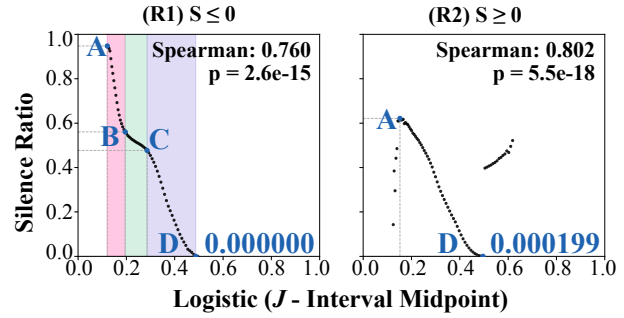 (R1) S ≤ 0
(R2) S ≥ 0
Silence Ratio
1.0
0.8
0.6
0.4
0.2
0.0
A
B
C
D
Spearman: 0.760
p = 2.6e-15
0.000000
0.0 0.2 0.4 0.6 0.8 1.0
A
D
Spearman: 0.802
p = 5.5e-18
0.000199
0.0 0.2 0.4 0.6 0.8 1.0
Logistic (J - Interval Midpoint)